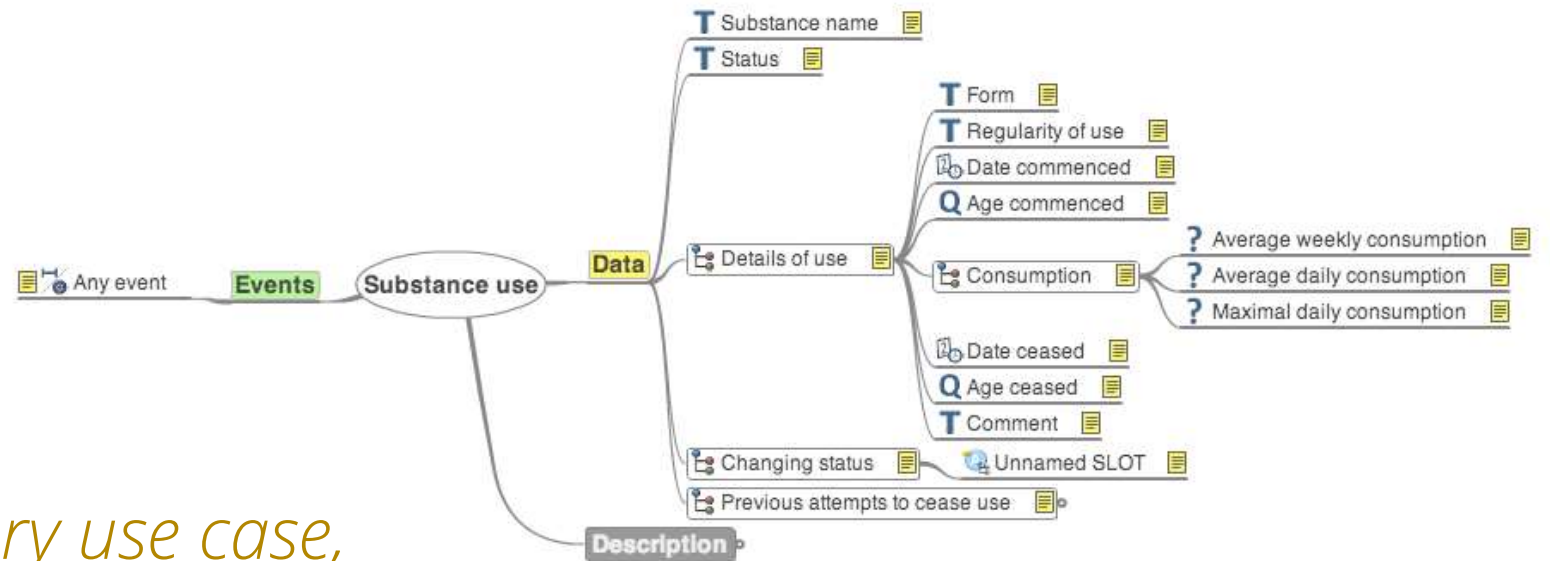 Substance name
Status
Form
Regularity of use
Date commenced
Age commenced
Average weekly consumption
Details of use
Consumption
Average daily consumption
Maximal daily consumption
Any event
Events
Substance use
Data
Date ceased
Age ceased
Comment
Changing status
Unnamed SLOT
Previous attempts to cease use
Description
ry use case,